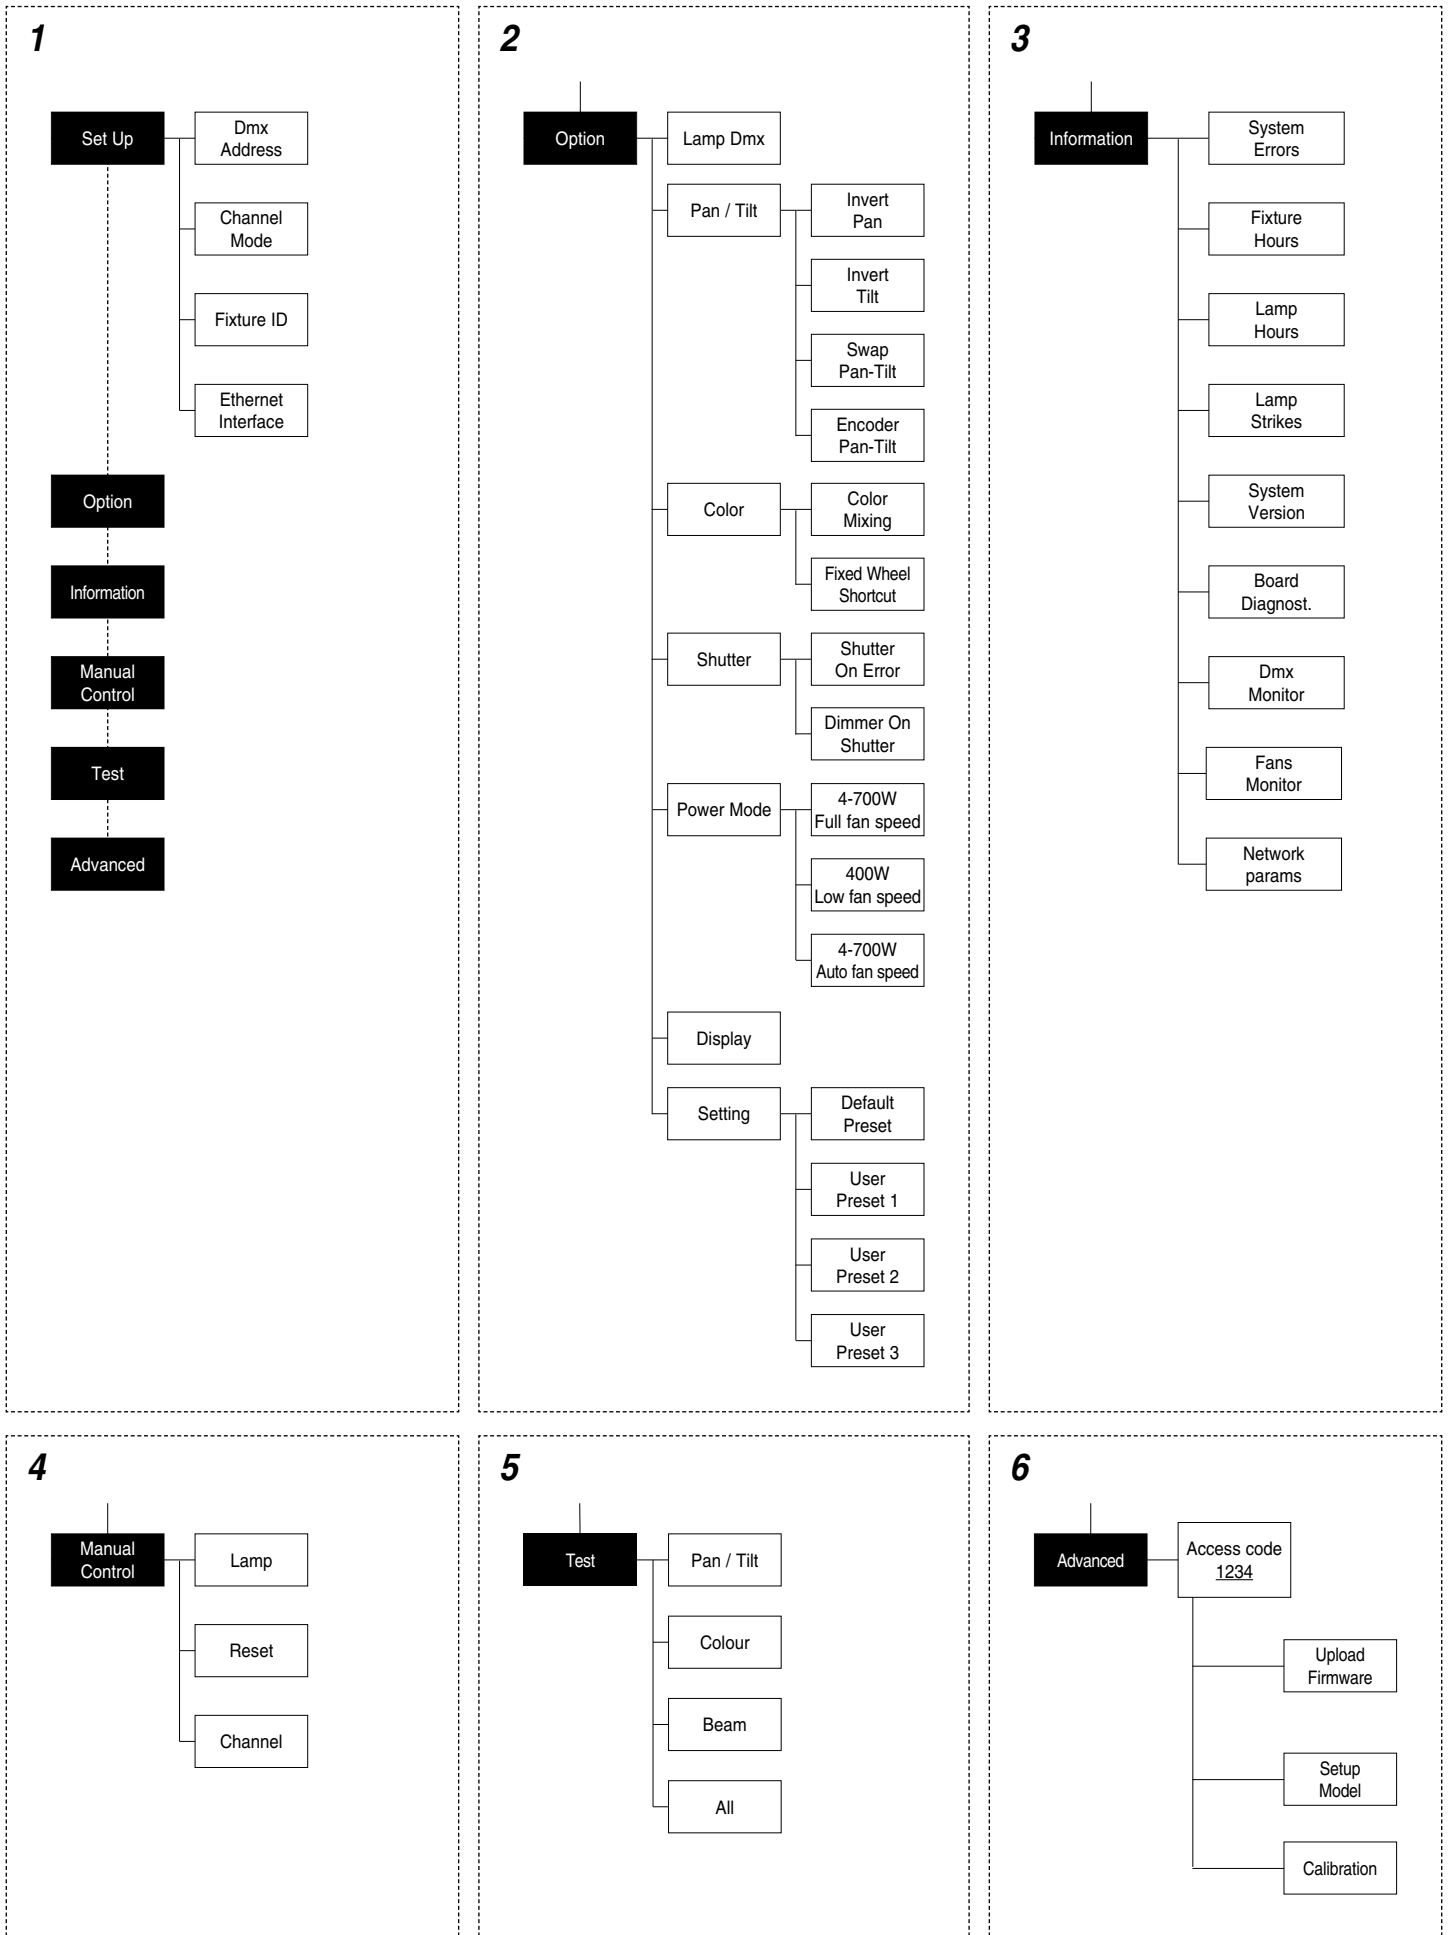 1
Set Up
Dmx
Address
Channel
Mode
Fixture ID
Ethernet
Interface
Option
Information
Manual
Control
Test
Advanced
2
Option
Lamp Dmx
Pan / Tilt
Invert
Pan
Invert
Tilt
Swap
Pan-Tilt
Encoder
Pan-Tilt
Color
Color
Mixing
Fixed Wheel
Shortcut
Shutter
Shutter
On Error
Dimmer On
Shutter
Power Mode
4-700W
Full fan speed
400W
Low fan speed
4-700W
Auto fan speed
Display
Setting
Default
Preset
User
Preset 1
User
Preset 2
User
Preset 3
3
Information
System
Errors
Fixture
Hours
Lamp
Hours
Lamp
Strikes
System
Version
Board
Diagnost.
Dmx
Monitor
Fans
Monitor
Network
params
4
Manual
Control
Lamp
Reset
Channel
5
Test
Pan / Tilt
Colour
Beam
All
6
Advanced
Access code
1234
Upload
Firmware
Setup
Model
Calibration